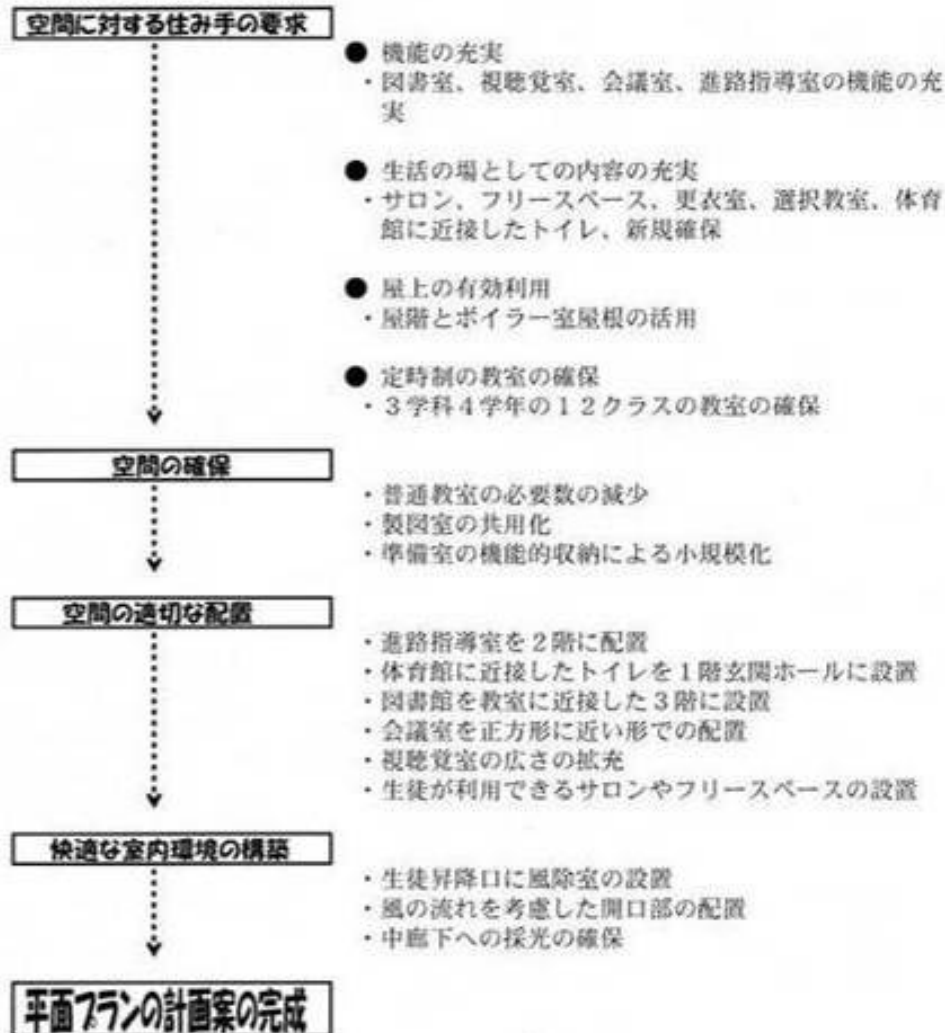 空間に対する住み手の要求
● 機能の充実
・図書室、視聴覚室、会議室、進路指導室の機能の充
実
● 生活の場としての内容の充実
・サロン、フリースペース、更衣室、選択教室、体育
館に近接したトイレ、新規確保
● 屋上の有効利用
・屋階とボイラー室屋根の活用
● 定時制の教室の確保
・３学科４学年の１２クラスの教室の確保
空間の確保
・普通教室の必要数の減少
・製図室の共用化
・準備室の機能的収納による小規模化
空間の適切な配置
・進路指導室を２階に配置
・体育館に近接したトイレを１階玄関ホールに設置
・図書館を教室に近接した３階に設置
・会議室を正方形に近い形での配置
・視聴覚室の広さの拡充
・生徒が利用できるサロンやフリースペースの設置
快適な室内環境の構築
・生徒昇降口に風除室の設置
・風の流れを考慮した開口部の配置
・中廊下への採光の確保
平面プランの計画案の完成